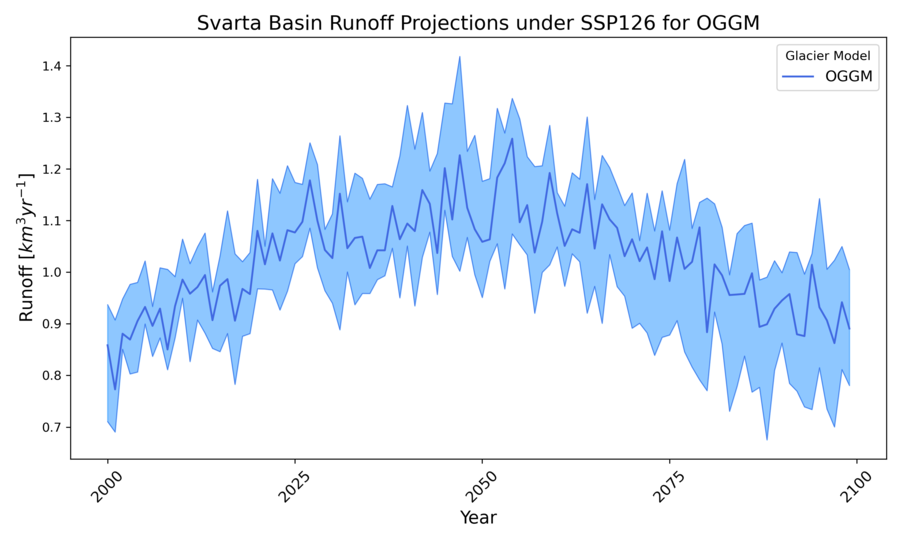 Svarta Basin Runoff Projections under SSP126 for OGGM
Glacier Model
OGGM
Runoff [km³yr⁻¹]
1.4
1.3
1.2
1.1
1.0
0.9
0.8
0.7
2000
2025
2050
2075
2100
Year